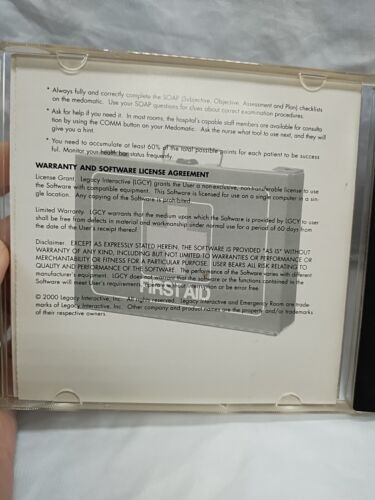 * Always fully and correctly complete the SOAP (Subjective, Objective, Assessment and Plan) checklists
on the medomatic. Use your SOAP questions for clues about correct examination procedures.
* Ask for help if you need it. In most rooms, the hospital's capable staff members are available for consulta-
tion by using the COMM button on your Medomatic. Ask the nurse what tool to use next, and they will
give you a hint.
* You need to accumulate at least 60% of the total possible points for each patient to be success-
ful. Monitor your health bar status frequently.
WARRANTY AND SOFTWARE LICENSE AGREEMENT
License Grant. Legacy Interactive (LGCY) grants the User a non-exclusive, non-tranferable license to use
the Software with compatible equipment. This Software is licensed for use on a single computer in a sin-
gle location. Any copying of the Software is prohibited.
Limited Warranty. LGCY warrants that the medium upon which the Software is provided by LGCY to user
shall be free from defects in material and workmanship under normal use for a period of 60 days from
the date of the User's receipt thereof.
Disclaimer. EXCEPT AS EXPRESSLY STATED HEREIN, THE SOFTWARE IS PROVIDED "AS IS" WITHOUT
WARRANTY OF ANY KIND, INCLUDING BUT NOT LIMITED TO WARRANTIES OF PERFORMANCE OR
MERCHANTABILITY OR FITNESS FOR A PARTICULAR PURPOSE. USER BEARS ALL RISK RELATING TO
QUALITY AND PERFORMANCE OF THE SOFTWARE. The performance of the Software varies with different
manufacturer's equipment. LGCY does not warrant that the software or the functions contained in the
Software will meet User's requirements, operate without interruption or be error free.
© 2000 Legacy Interactive, Inc. All rights reserved. Legacy Interactive and Emergency Room are trade-
marks of Legacy Interactive, Inc. Other company and product names are the property and/or trademarks
of their respective owners.
FIRST AID